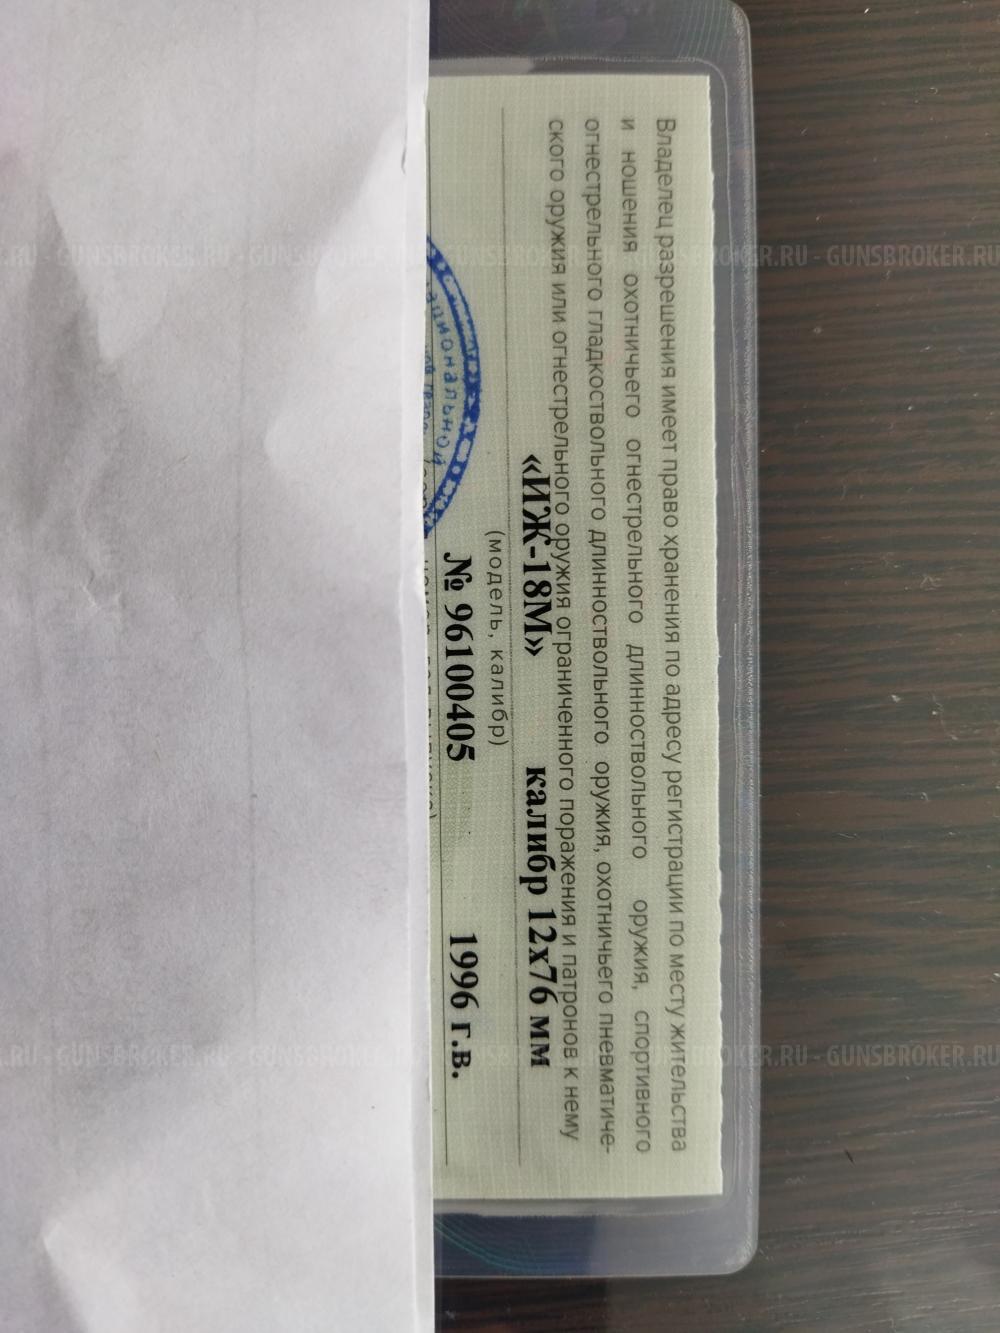 Владелец разрешения имеет право хранения по адресу регистрации по месту жительства
и ношения охотничьего огнестрельного длинноствольного оружия, спортивного
огнестрельного гладкоствольного длинноствольного оружия, охотничьего пневматиче-
ского оружия или огнестрельного оружия ограниченного поражения и патронов к нему
«ИЖ-18М» калибр 12х76 мм
(модель, калибр)
№ 96100405 1996 г.в.
национальной
.RU - GUNSBROKER.RU - GUNSBROKER.RU - GUNSBROKER.RU - GUNSBROKER.RU
.RU - GUNSBROKER.RU - GUNSBROKER.RU - GUNSBROKER.RU - GUNSBROKER.RU